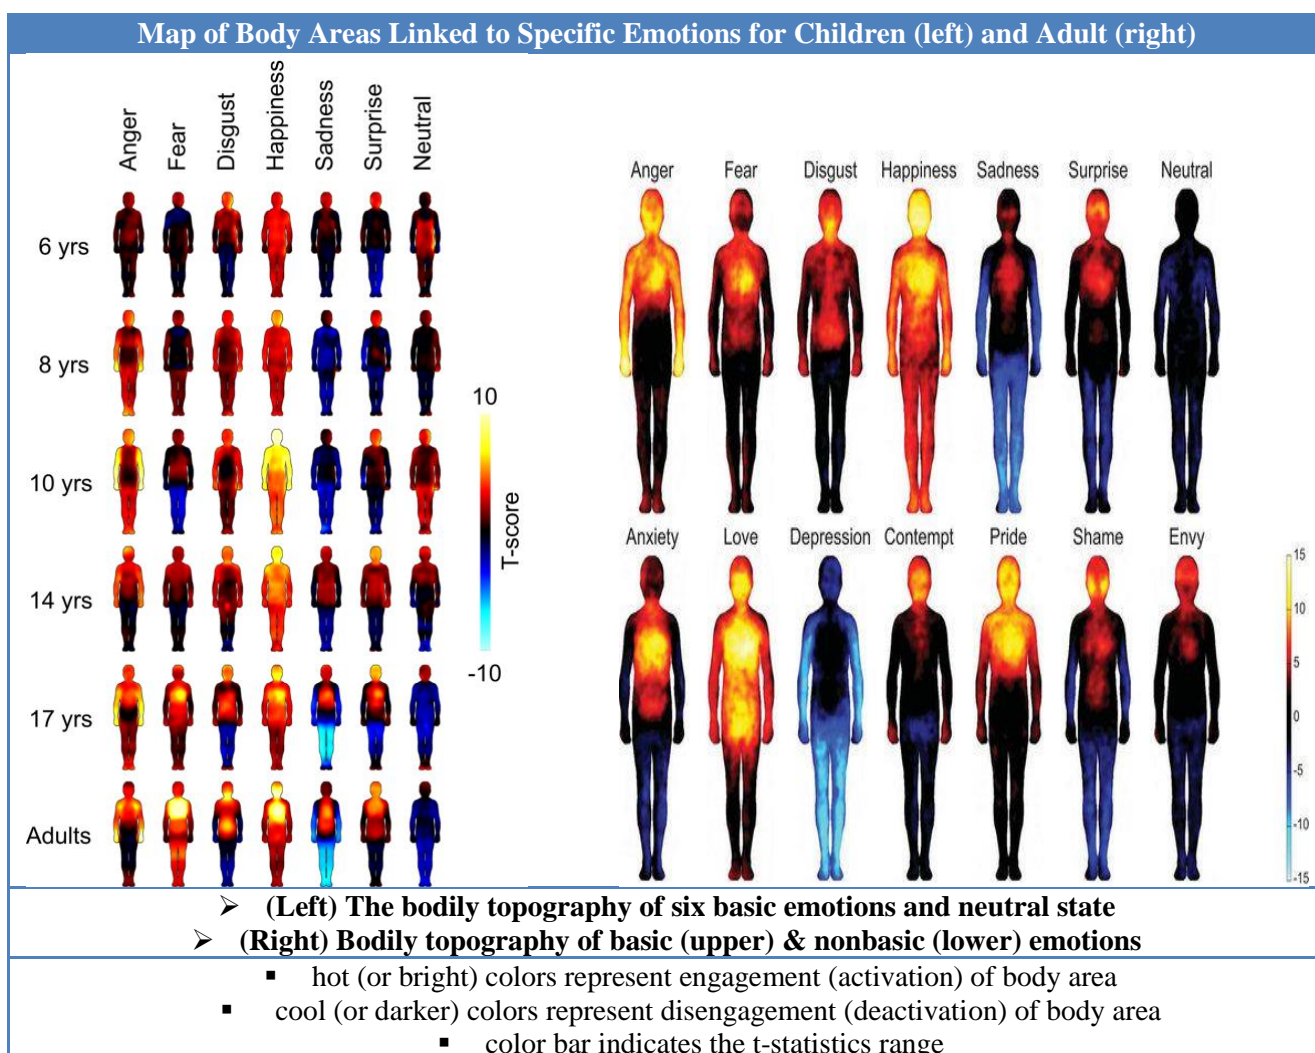 Map of Body Areas Linked to Specific Emotions for Children (left) and Adult (right)
Anger
Fear
Disgust
Happiness
Sadness
Surprise
Neutral
6 yrs
8 yrs
10 yrs
14 yrs
17 yrs
Adults
10
T-score
-10
Anger Fear Disgust Happiness Sadness Surprise Neutral
Anxiety Love Depression Contempt Pride Shame Envy
15
10
5
0
-5
-10
-15
➢ (Left) The bodily topography of six basic emotions and neutral state
➢ (Right) Bodily topography of basic (upper) & nonbasic (lower) emotions
▪ hot (or bright) colors represent engagement (activation) of body area
▪ cool (or darker) colors represent disengagement (deactivation) of body area
▪ color bar indicates the t-statistics range